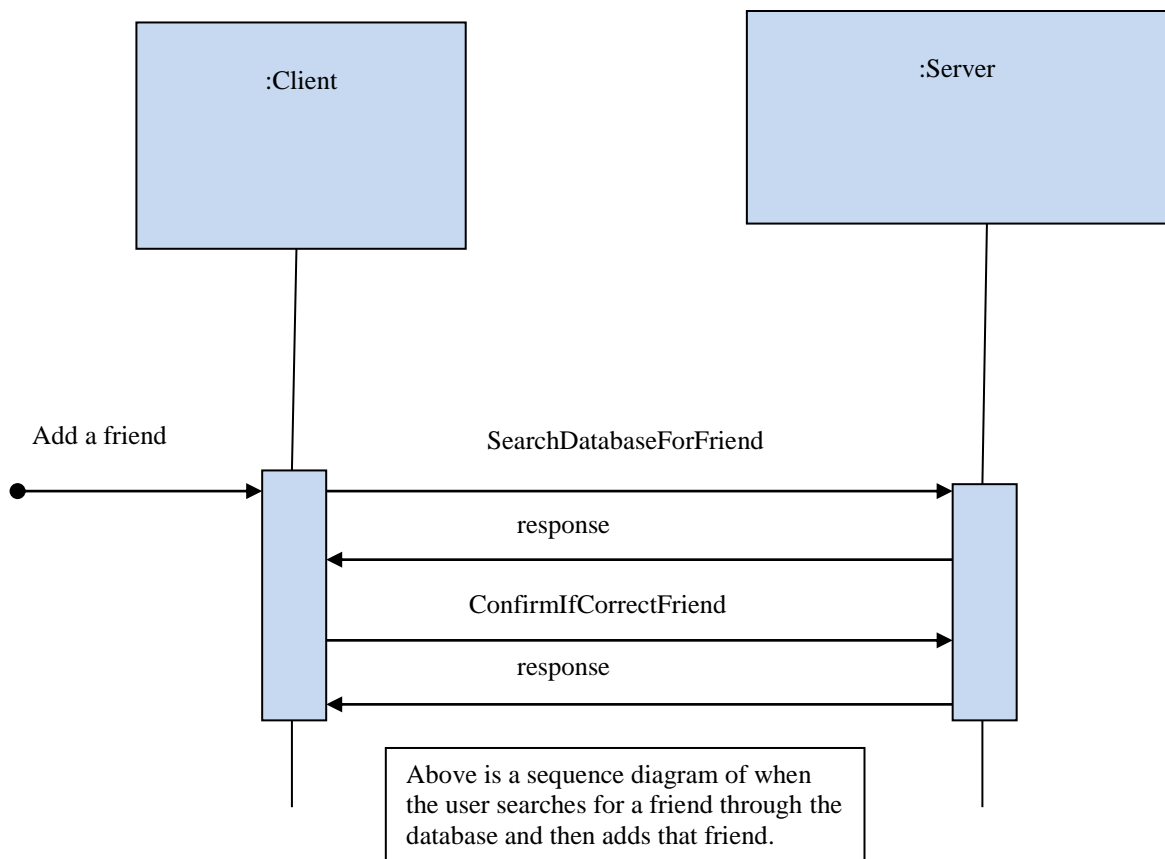 :Client
:Server
Add a friend
SearchDatabaseForFriend
response
ConfirmIfCorrectFriend
response
Above is a sequence diagram of when
the user searches for a friend through the
database and then adds that friend.